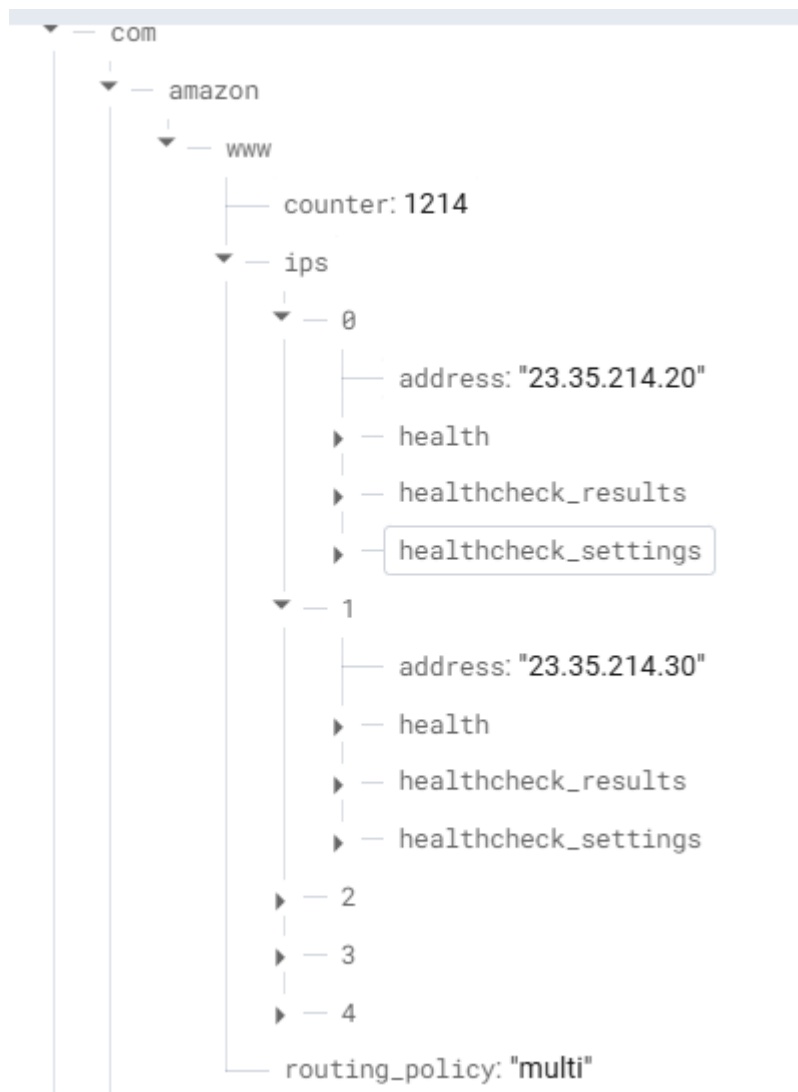 com
amazon
www
counter: 1214
ips
0
address: "23.35.214.20"
health
healthcheck_results
healthcheck_settings
1
address: "23.35.214.30"
health
healthcheck_results
healthcheck_settings
2
3
4
routing_policy: "multi"